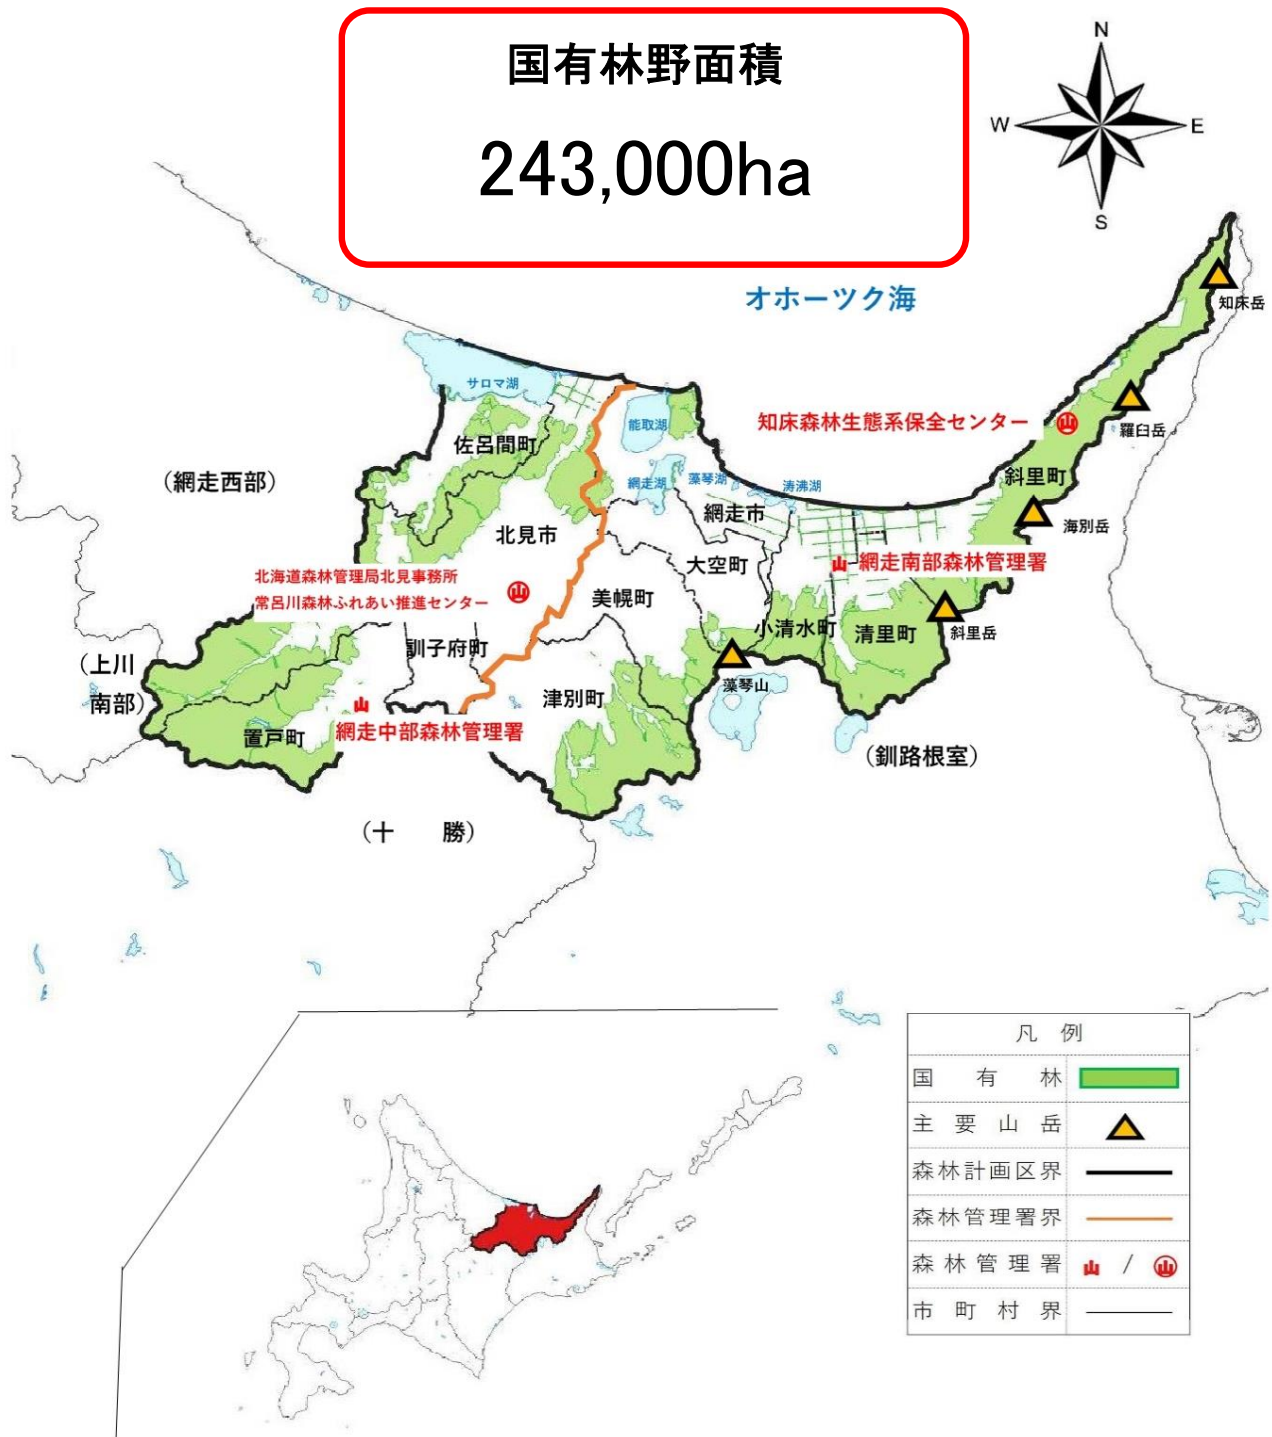 国有林野面積
243,000ha
N
W
E
S
オホーツク海
知床岳
サロマ湖
能取湖
知床森林生態系保全センター
羅臼岳
佐呂間町
(網走西部)
網走湖
藻琴湖
涛沸湖
斜里町
網走市
海別岳
北見市
大空町
網走南部森林管理署
北海道森林管理局北見事務所
常呂川森林ふれあい推進センター
美幌町
小清水町
清里町
斜里岳
訓子府町
(上川
南部)
藻琴山
津別町
置戸町
網走中部森林管理署
(釧路根室)
(十 勝)
凡 例
国 有 林
主 要 山 岳
森林計画区界
森林管理署界
森 林 管 理 署
山 / 山
市 町 村 界